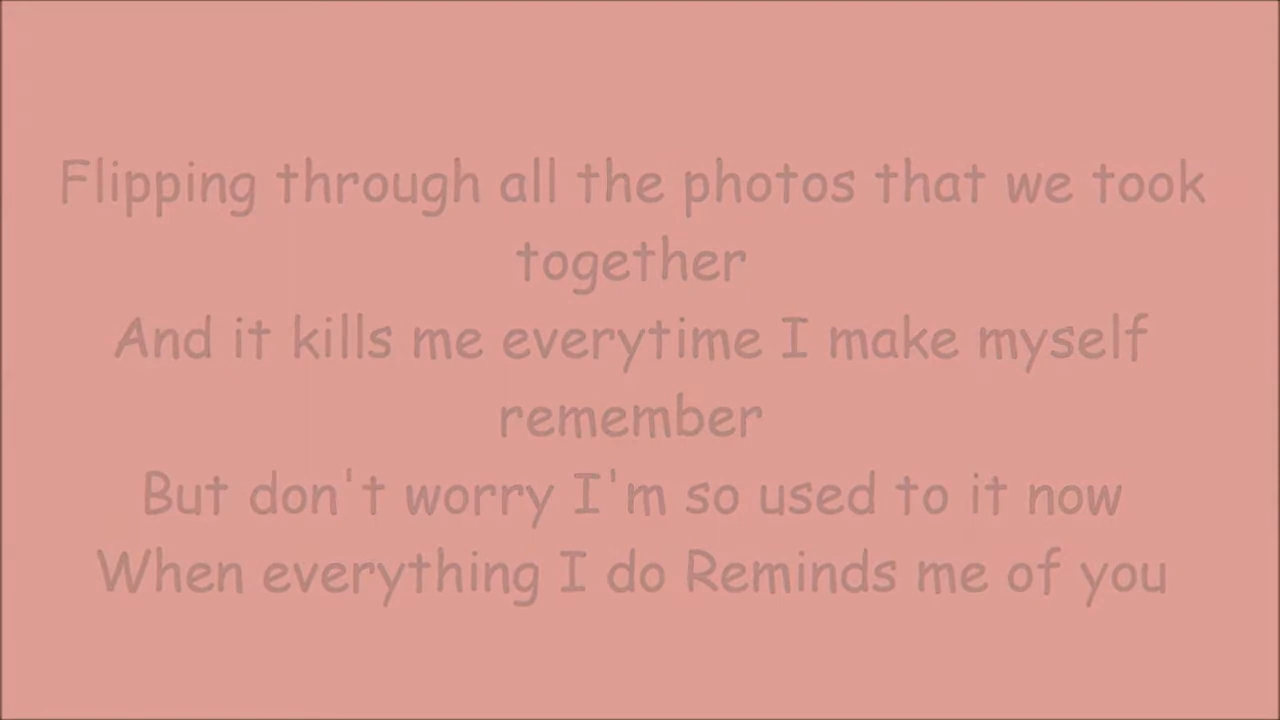 Flipping through all the photos that we took
together
And it kills me everytime I make myself
remember
But don't worry I'm so used to it now
When everything I do Reminds me of you